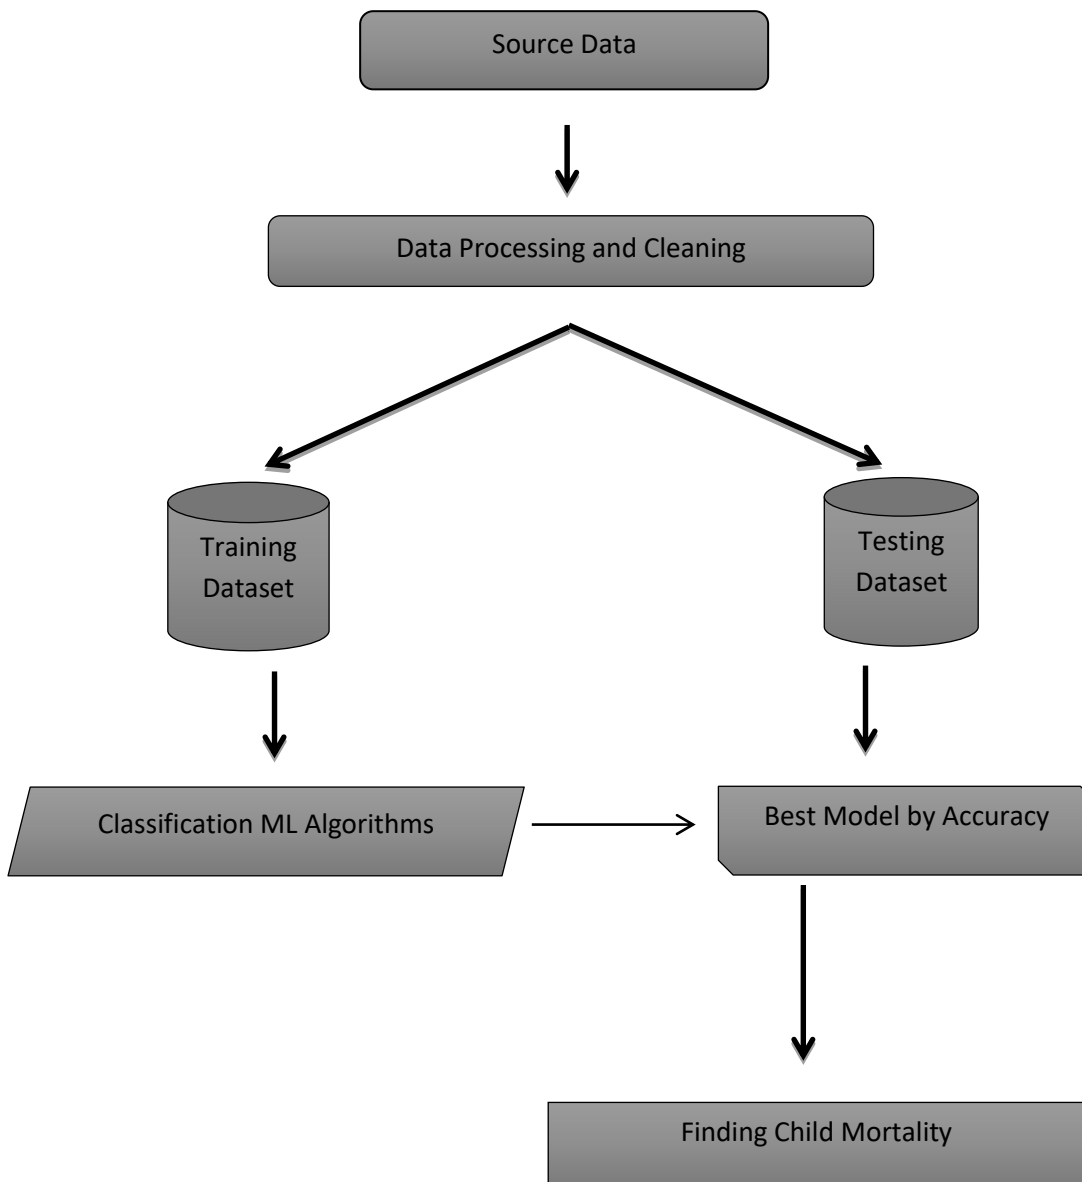 Source Data
Data Processing and Cleaning
Training
Dataset
Testing
Dataset
Classification ML Algorithms
Best Model by Accuracy
Finding Child Mortality